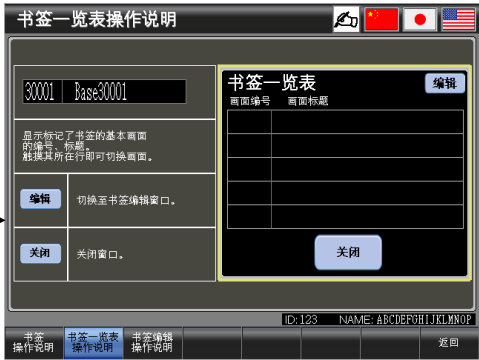 书签一览表操作说明
30001 Base30001
显示标记了书签的基本画面
的编号、标题。
触摸其所在行即可切换画面。
编辑 切换至书签编辑窗口。
关闭 关闭窗口。
书签一览表 编辑
画面编号 画面标题
关闭
ID: 123 NAME: ABCDEFGHIJKLMNOP
书签
操作说明
书签一览表
操作说明
书签编辑
操作说明
返回